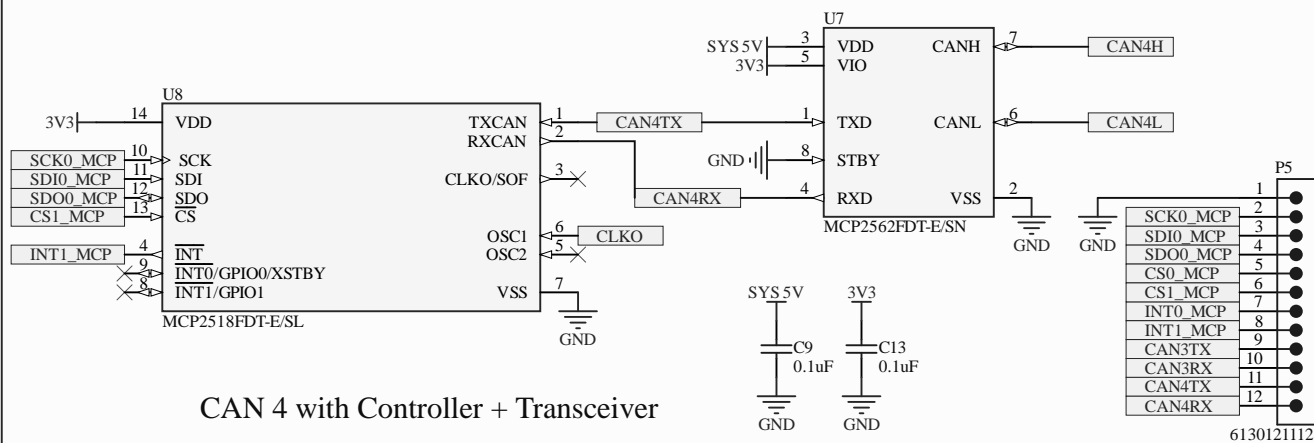 U7
SYS 5V 3 VDD CANH 7 CAN4H
3V3 5 VIO
U8
3V3 14 VDD TXCAN 1 CAN4TX 1 TXD CANL 6 CAN4L
RXCAN 2
SCK0_MCP 10 SCK GND 8 STBY
SDI0_MCP 11 SDI CLKO/SOF 3
SDO0_MCP 12 SDO CAN4RX 4 RXD VSS 2
CS1_MCP 13 CS
MCP2562FDT-E/SN
GND
OSC1 6 CLKO
INT1_MCP 4 INT OSC2 5
9 INT0/GPIO0/XSTBY
8 INT1/GPIO1 VSS 7
MCP2518FDT-E/SL
GND
P5
1
GND
SCK0_MCP 2
SDI0_MCP 3
SDO0_MCP 4
CS0_MCP 5
CS1_MCP 6
INT0_MCP 7
INT1_MCP 8
CAN3TX 9
CAN3RX 10
CAN4TX 11
CAN4RX 12
6130121112
SYS 5V 3V3
C9 C13
0.1uF 0.1uF
GND GND
CAN 4 with Controller + Transceiver